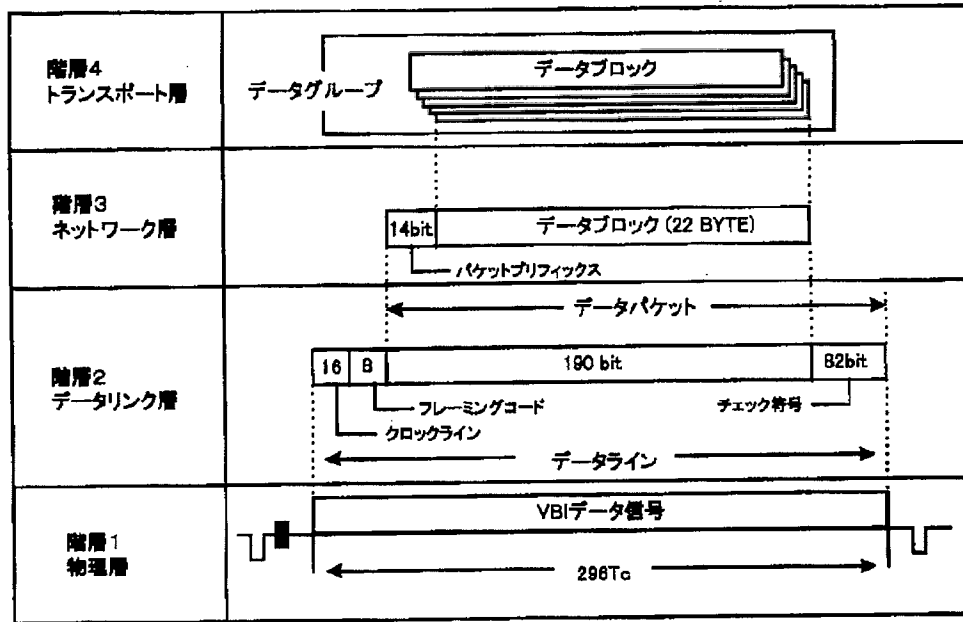 階層4
トランスポート層
データグループ
データブロック
階層3
ネットワーク層
14bit
データブロック (22 BYTE)
パケットプリフィックス
データパケット
階層2
データリンク層
16
8
190 bit
82bit
フレーミングコード
チェック符号
クロックライン
データライン
階層1
物理層
VBIデータ信号
296Tc